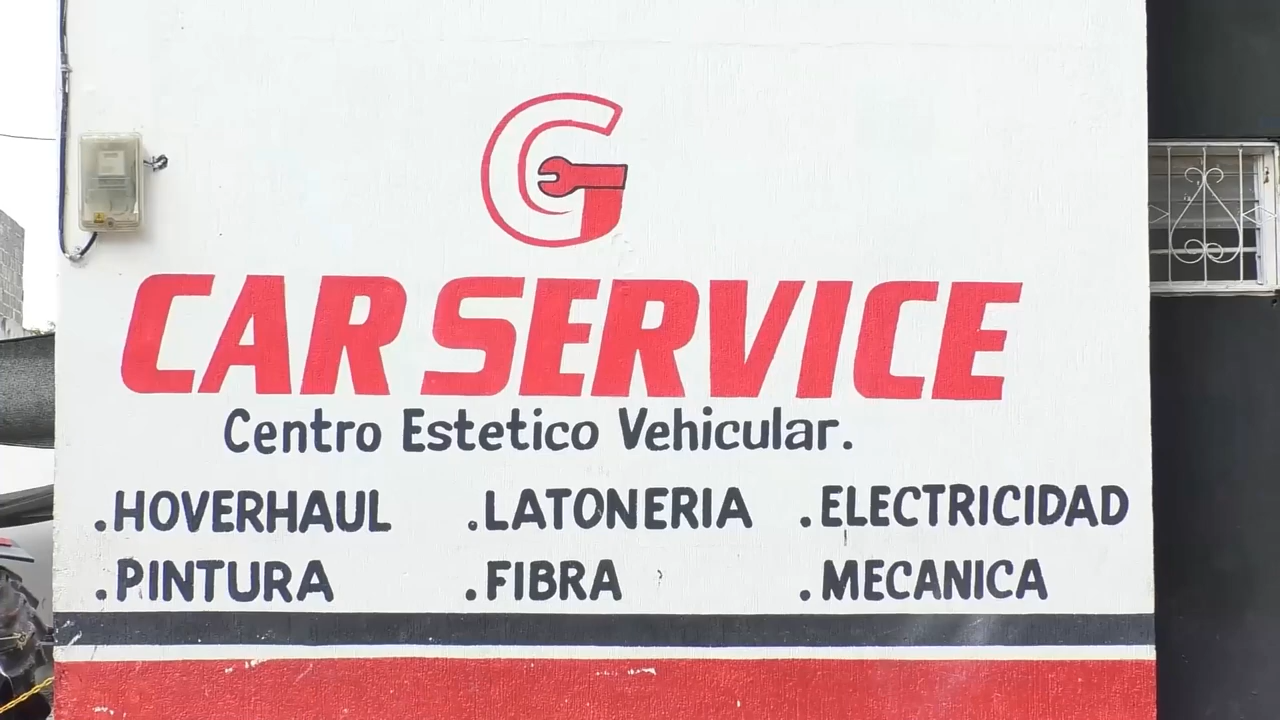 G
CAR SERVICE
Centro Estetico Vehicular.
.HOVERHAUL .LATONERIA .ELECTRICIDAD
.PINTURA .FIBRA .MECANICA